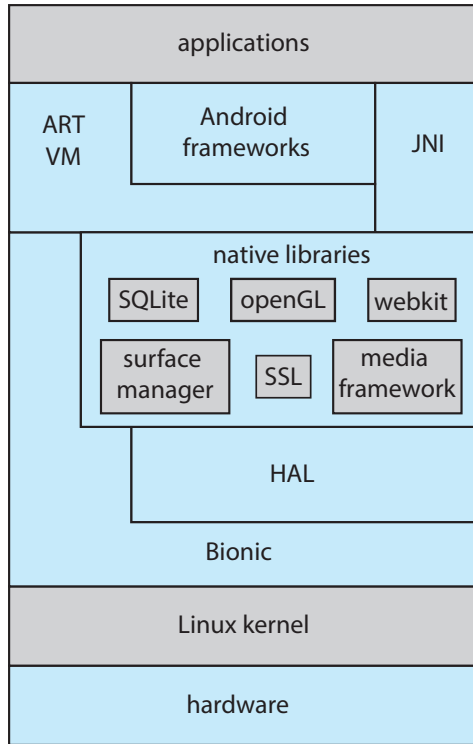 applications
ART
VM
Android
frameworks
JNI
native libraries
SQLite
openGL
webkit
surface
manager
SSL
media
framework
HAL
Bionic
Linux kernel
hardware